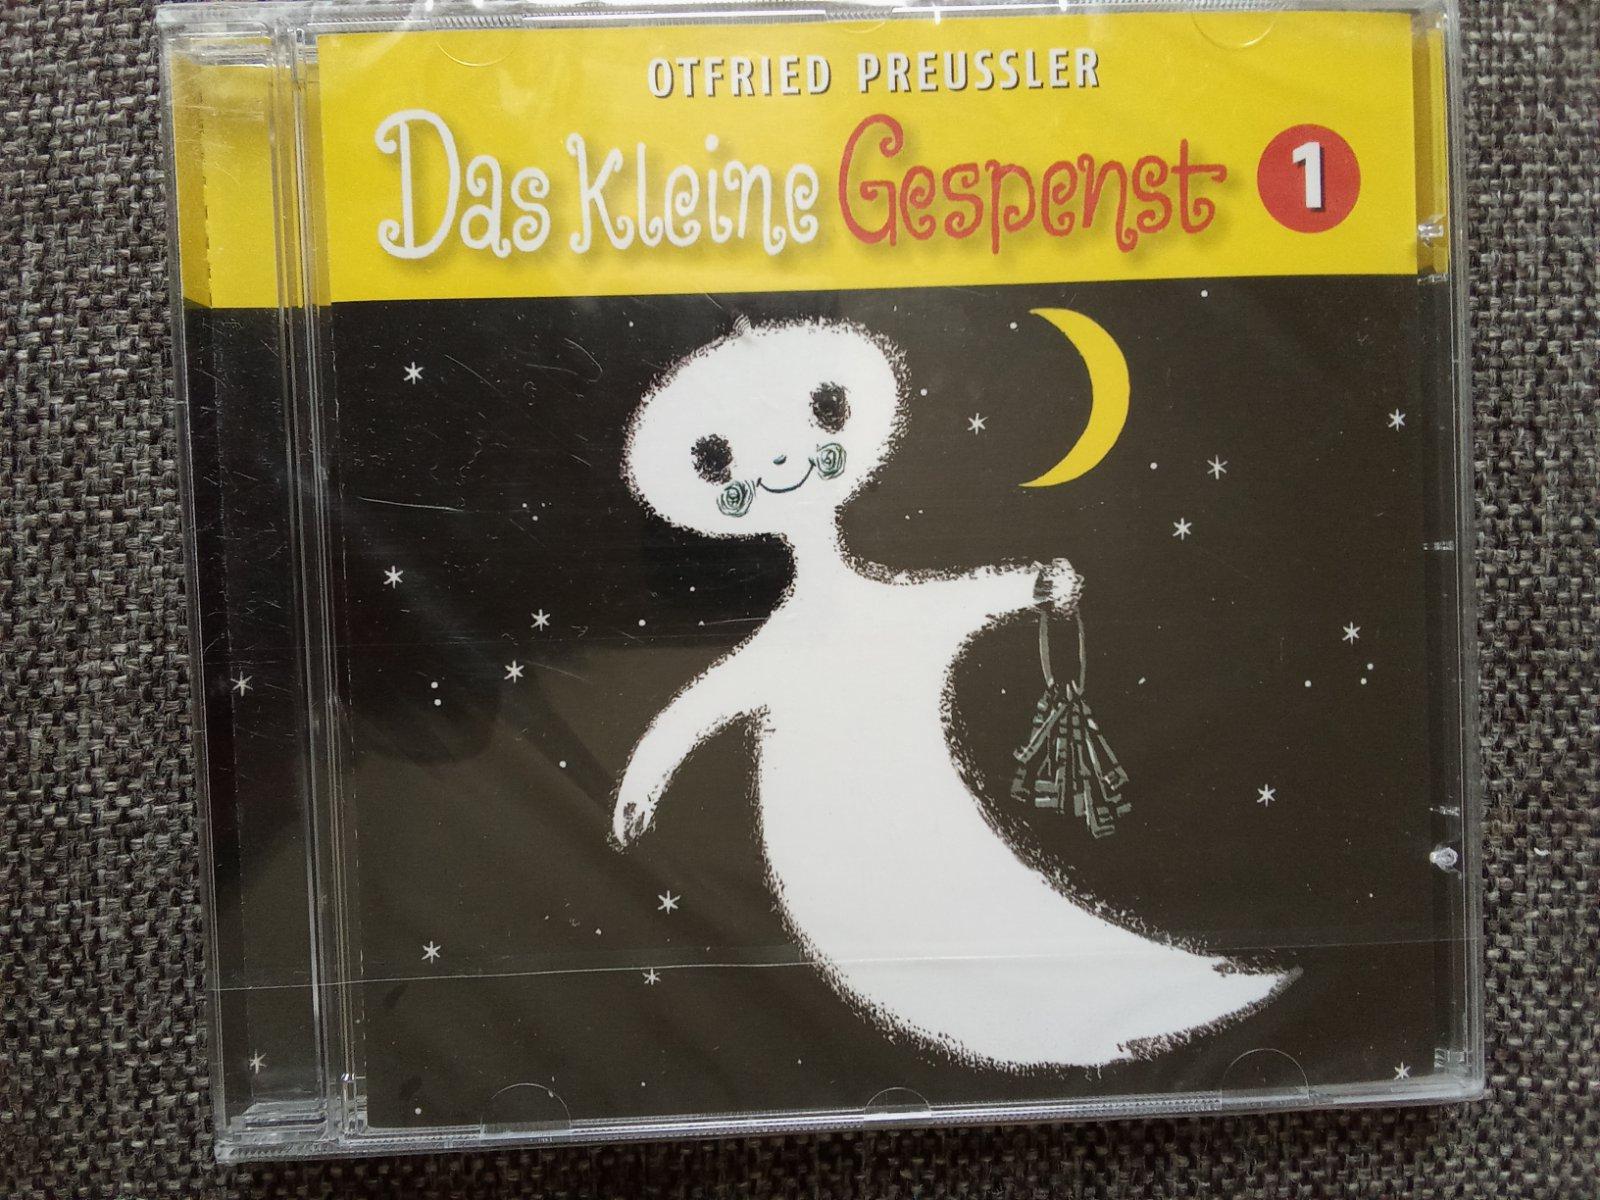 OTFRIED PREUSSLER
Das kleine Gespenst 1